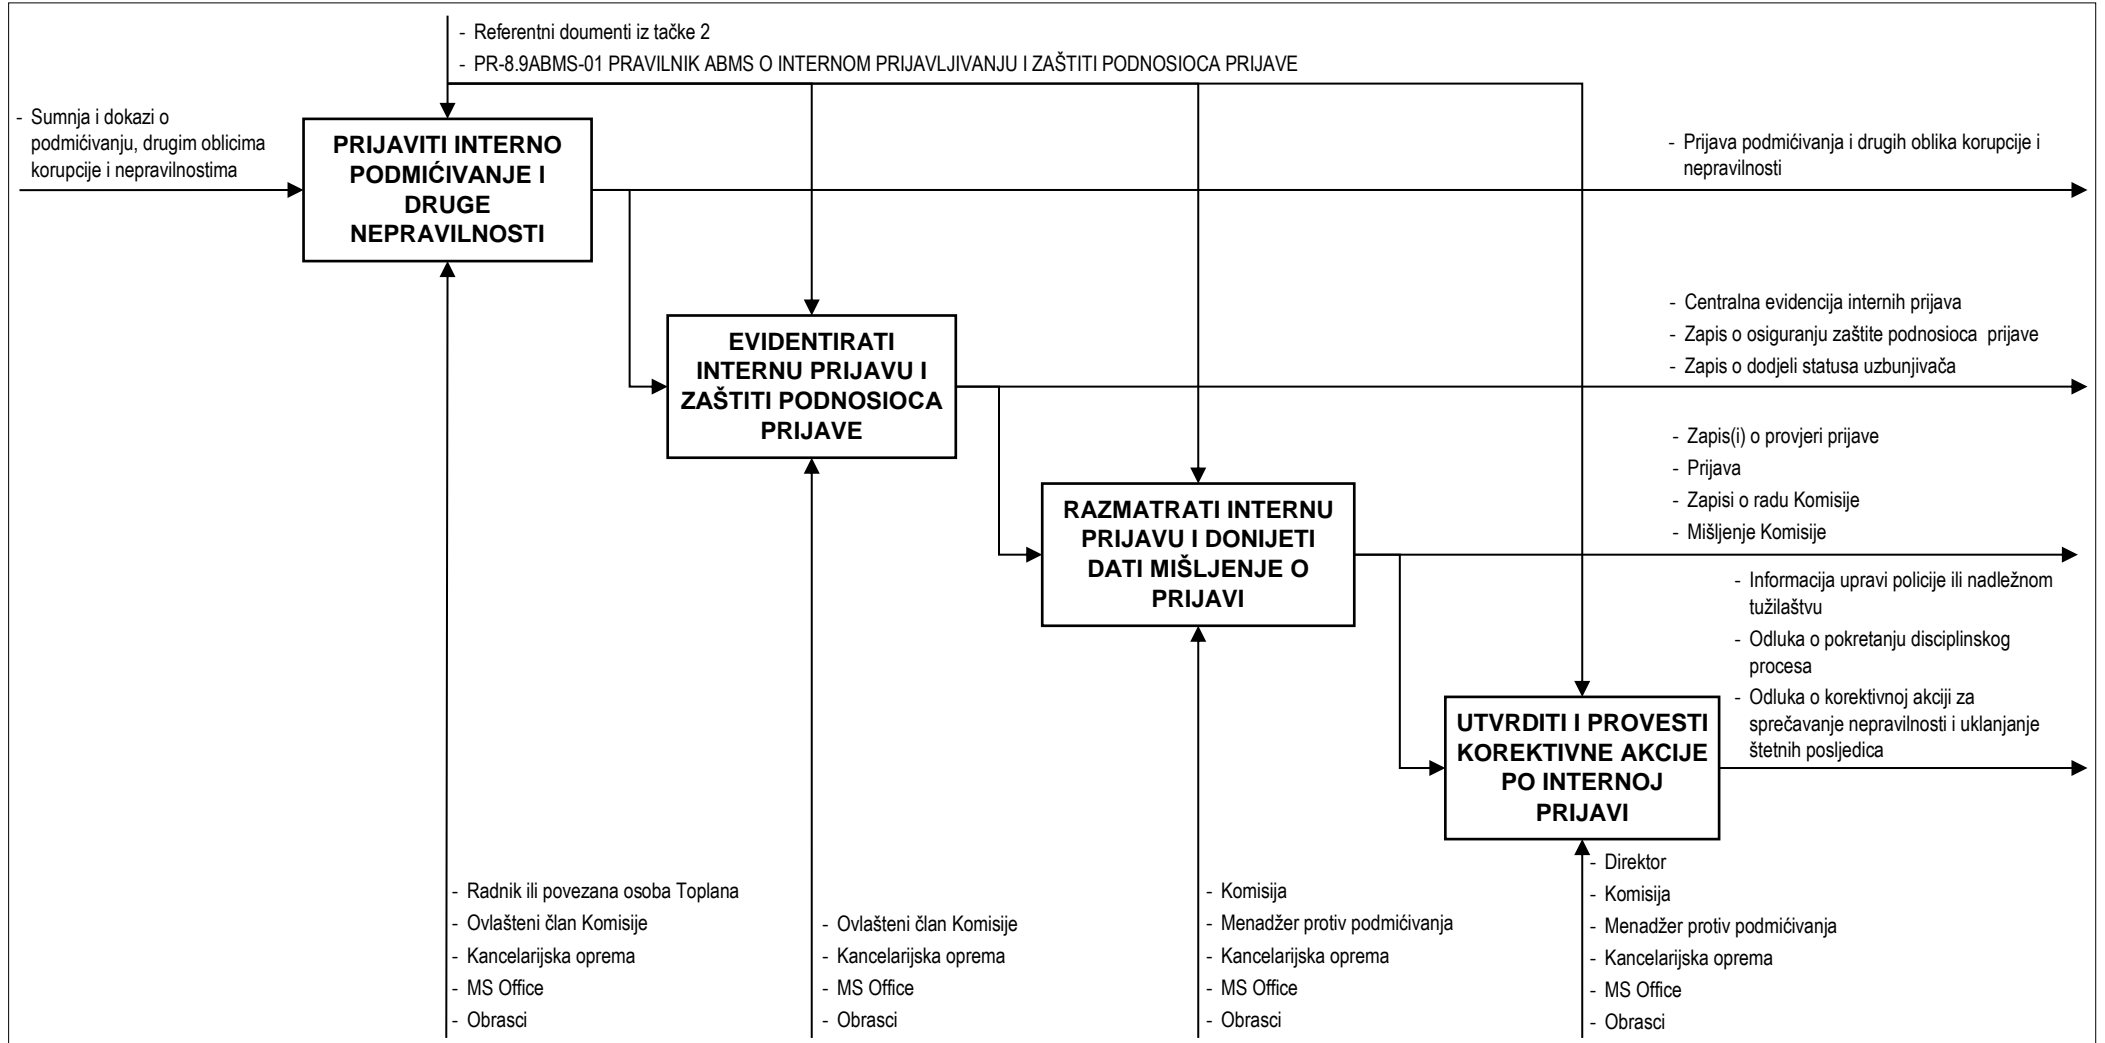 - Referentni doumenti iz tačke 2
- PR-8.9ABMS-01 PRAVILNIK ABMS O INTERNOM PRIJAVLJIVANJU I ZAŠTITI PODNOSIOCA PRIJAVE
- Sumnja i dokazi o
podmićivanju, drugim oblicima
korupcije i nepravilnostima
PRIJAVITI INTERNO
PODMIĆIVANJE I
DRUGE
NEPRAVILNOSTI
- Prijava podmićivanja i drugih oblika korupcije i
nepravilnosti
EVIDENTIRATI
INTERNU PRIJAVU I
ZAŠTITI PODNOSIOCA
PRIJAVE
- Centralna evidencija internih prijava
- Zapis o osiguranju zaštite podnosioca prijave
- Zapis o dodjeli statusa uzbunjivača
RAZMATRATI INTERNU
PRIJAVU I DONIJETI
DATI MIŠLJENJE O
PRIJAVI
- Zapis(i) o provjeri prijave
- Prijava
- Zapisi o radu Komisije
- Mišljenje Komisije
UTVRDITI I PROVESTI
KOREKTIVNE AKCIJE
PO INTERNOJ
PRIJAVI
- Informacija upravi policije ili nadležnom
tužilaštvu
- Odluka o pokretanju disciplinskog
procesa
- Odluka o korektivnoj akciji za
sprečavanje nepravilnosti i uklanjanje
štetnih posljedica
- Radnik ili povezana osoba Toplana
- Ovlašteni član Komisije
- Kancelarijska oprema
- MS Office
- Obrasci
- Ovlašteni član Komisije
- Kancelarijska oprema
- MS Office
- Obrasci
- Komisija
- Menadžer protiv podmićivanja
- Kancelarijska oprema
- MS Office
- Obrasci
- Direktor
- Komisija
- Menadžer protiv podmićivanja
- Kancelarijska oprema
- MS Office
- Obrasci